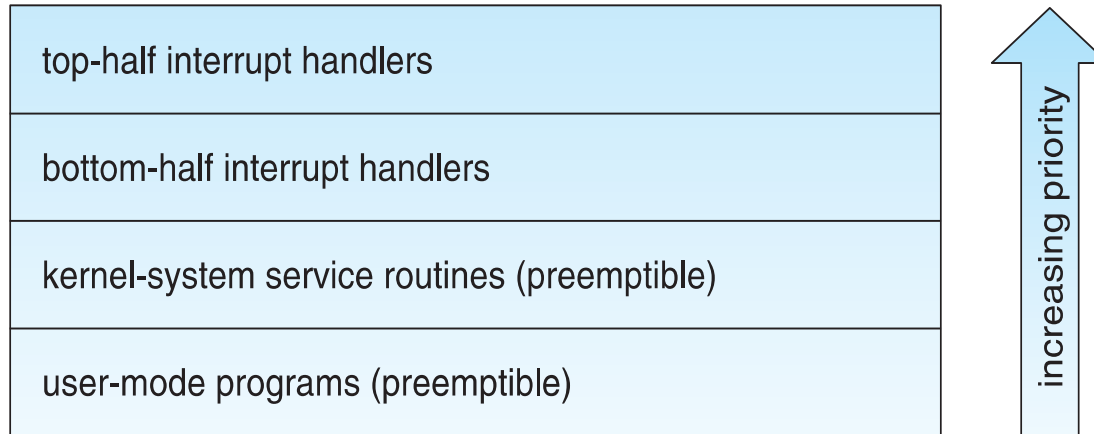 top-half interrupt handlers
bottom-half interrupt handlers
kernel-system service routines (preemptible)
user-mode programs (preemptible)
increasing priority